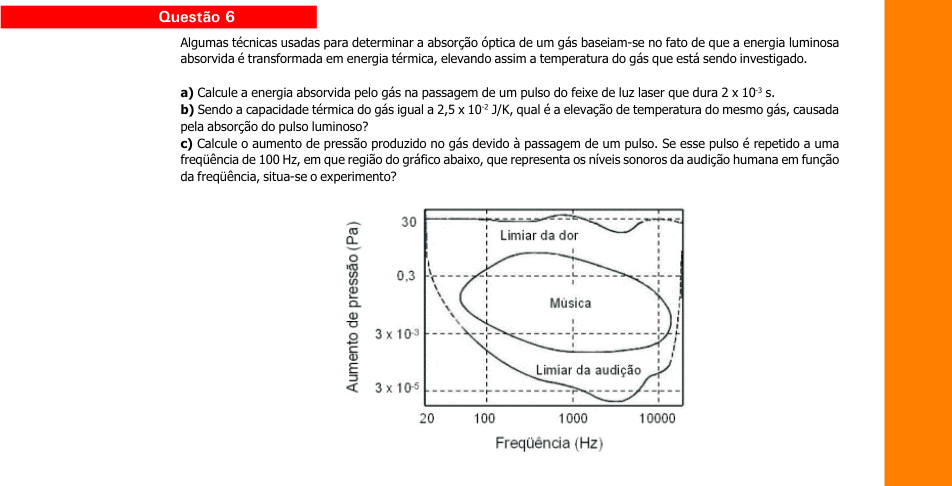 Questão 6
Algumas técnicas usadas para determinar a absorção óptica de um gás baseiam-se no fato de que a energia luminosa
absorvida é transformada em energia térmica, elevando assim a temperatura do gás que está sendo investigado.
a) Calcule a energia absorvida pelo gás na passagem de um pulso do feixe de luz laser que dura 2 x 10⁻³ s.
b) Sendo a capacidade térmica do gás igual a 2,5 x 10⁻² J/K, qual é a elevação de temperatura do mesmo gás, causada
pela absorção do pulso luminoso?
c) Calcule o aumento de pressão produzido no gás devido à passagem de um pulso. Se esse pulso é repetido a uma
freqüência de 100 Hz, em que região do gráfico abaixo, que representa os níveis sonoros da audição humana em função
da freqüência, situa-se o experimento?
Aumento de pressão (Pa)
30
Limiar da dor
0,3
Música
3 x 10⁻³
Limiar da audição
3 x 10⁻⁵
20 100 1000 10000
Freqüência (Hz)